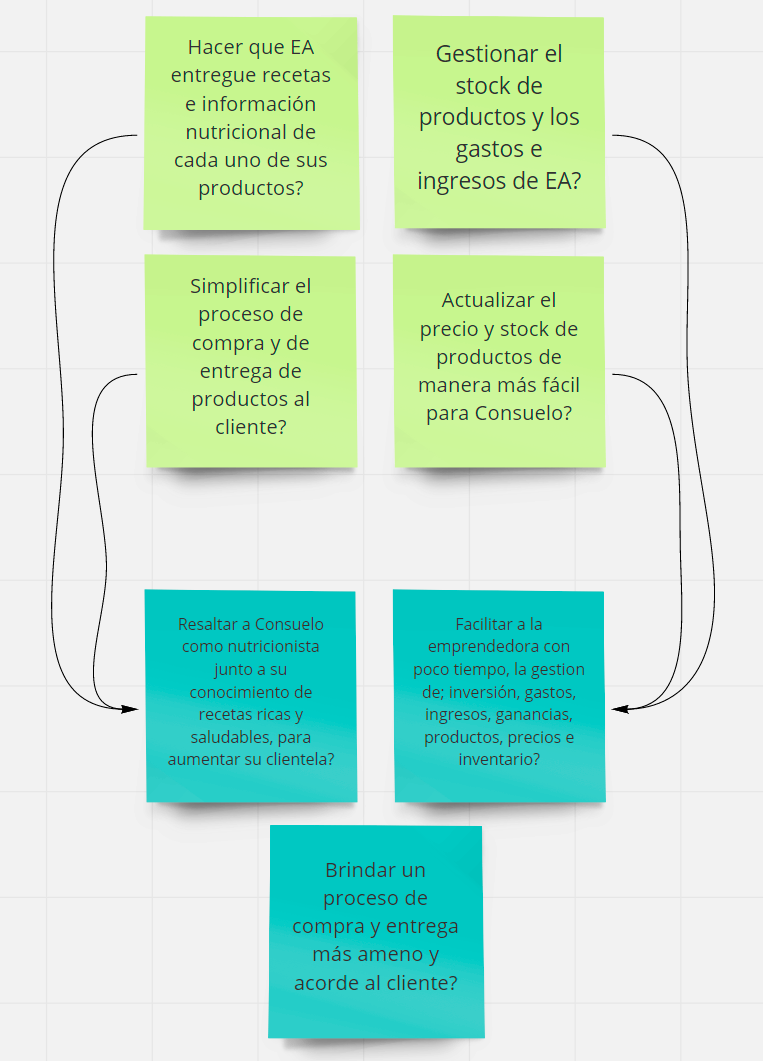 Hacer que EA
entregue recetas
e información
nutricional de
cada uno de sus
productos?
Gestionar el
stock de
productos y los
gastos e
ingresos de EA?
Simplificar el
proceso de
compra y de
entrega de
productos al
cliente?
Actualizar el
precio y stock de
productos de
manera más fácil
para Consuelo?
Resaltar a Consuelo
como nutricionista
junto a su
conocimiento de
recetas ricas y
saludables, para
aumentar su clientela?
Facilitar a la
emprendedora con
poco tiempo, la gestion
de; inversión, gastos,
ingresos, ganancias,
productos, precios e
inventario?
Brindar un
proceso de
compra y entrega
más ameno y
acorde al cliente?